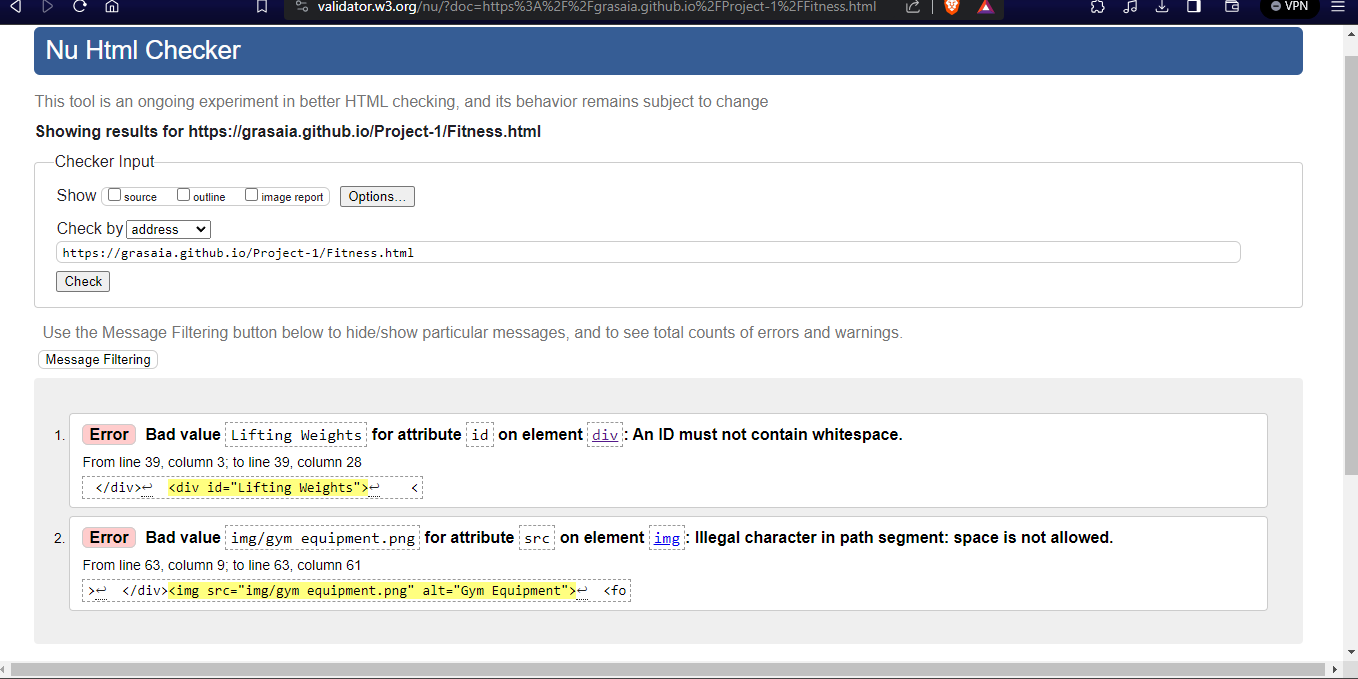 validator.w3.org/nu/?doc=https%3A%2F%2Fgrasaia.github.io%2FProject-1%2FFitness.html
VPN
Nu Html Checker
This tool is an ongoing experiment in better HTML checking, and its behavior remains subject to change
Showing results for https://grasaia.github.io/Project-1/Fitness.html
Checker Input
Show source outline image report Options...
Check by address
https://grasaia.github.io/Project-1/Fitness.html
Check
Use the Message Filtering button below to hide/show particular messages, and to see total counts of errors and warnings.
Message Filtering
1. Error Bad value Lifting Weights for attribute id on element div: An ID must not contain whitespace.
From line 39, column 3; to line 39, column 28
</div>↩ <div id="Lifting Weights">↩ <
2. Error Bad value img/gym equipment.png for attribute src on element img: Illegal character in path segment: space is not allowed.
From line 63, column 9; to line 63, column 61
>↩ </div><img src="img/gym equipment.png" alt="Gym Equipment">↩ <fo